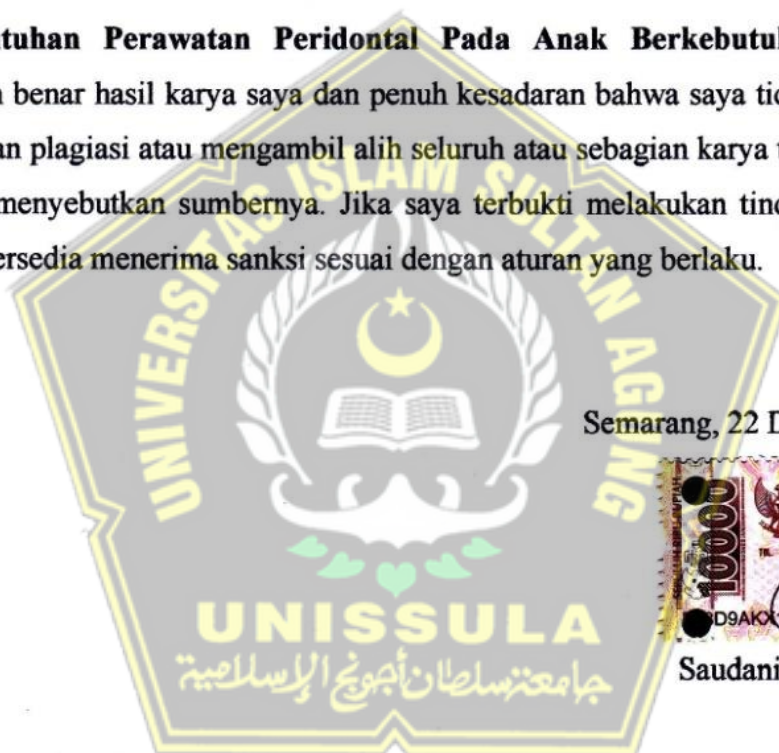 tuhan Perawatan Peridontal Pada Anak Berkebutuh
benar hasil karya saya dan penuh kesadaran bahwa saya tid
an plagiasi atau mengambil alih seluruh atau sebagian karya
menyebutkan sumbernya. Jika saya terbukti melakukan tind
ersedia menerima sanksi sesuai dengan aturan yang berlaku.
UNIVERSITAS ISLAM SULTAN AGUNG
Semarang, 22 D
10000
D9AKX
Saudani
UNISSULA
جامعة سلطان أجونج الإسلامية